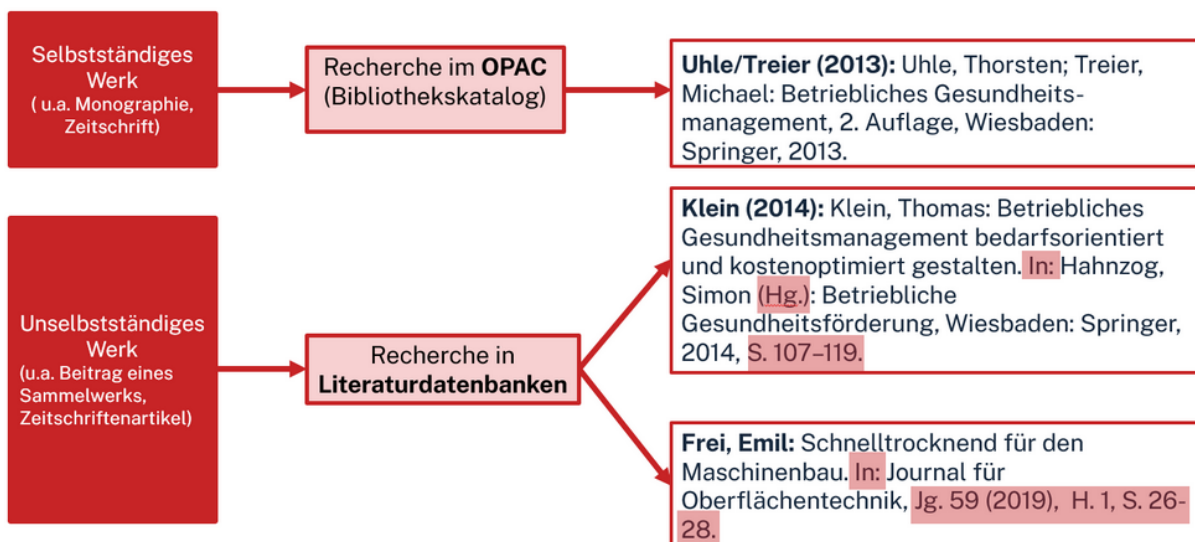 Selbstständiges
Werk
( u.a. Monographie,
Zeitschrift)
Recherche im OPAC
(Bibliothekskatalog)
Uhle/Treier (2013): Uhle, Thorsten; Treier,
Michael: Betriebliches Gesundheits-
management, 2. Auflage, Wiesbaden:
Springer, 2013.
Unselbstständiges
Werk
(u.a. Beitrag eines
Sammelwerks,
Zeitschriftenartikel)
Recherche in
Literaturdatenbanken
Klein (2014): Klein, Thomas: Betriebliches
Gesundheitsmanagement bedarfsorientiert
und kostenoptimiert gestalten. In: Hahnzog,
Simon (Hg.): Betriebliche
Gesundheitsförderung, Wiesbaden: Springer,
2014, S. 107–119.
Frei, Emil: Schnelltrocknend für den
Maschinenbau. In: Journal für
Oberflächentechnik, Jg. 59 (2019), H. 1, S. 26-
28.